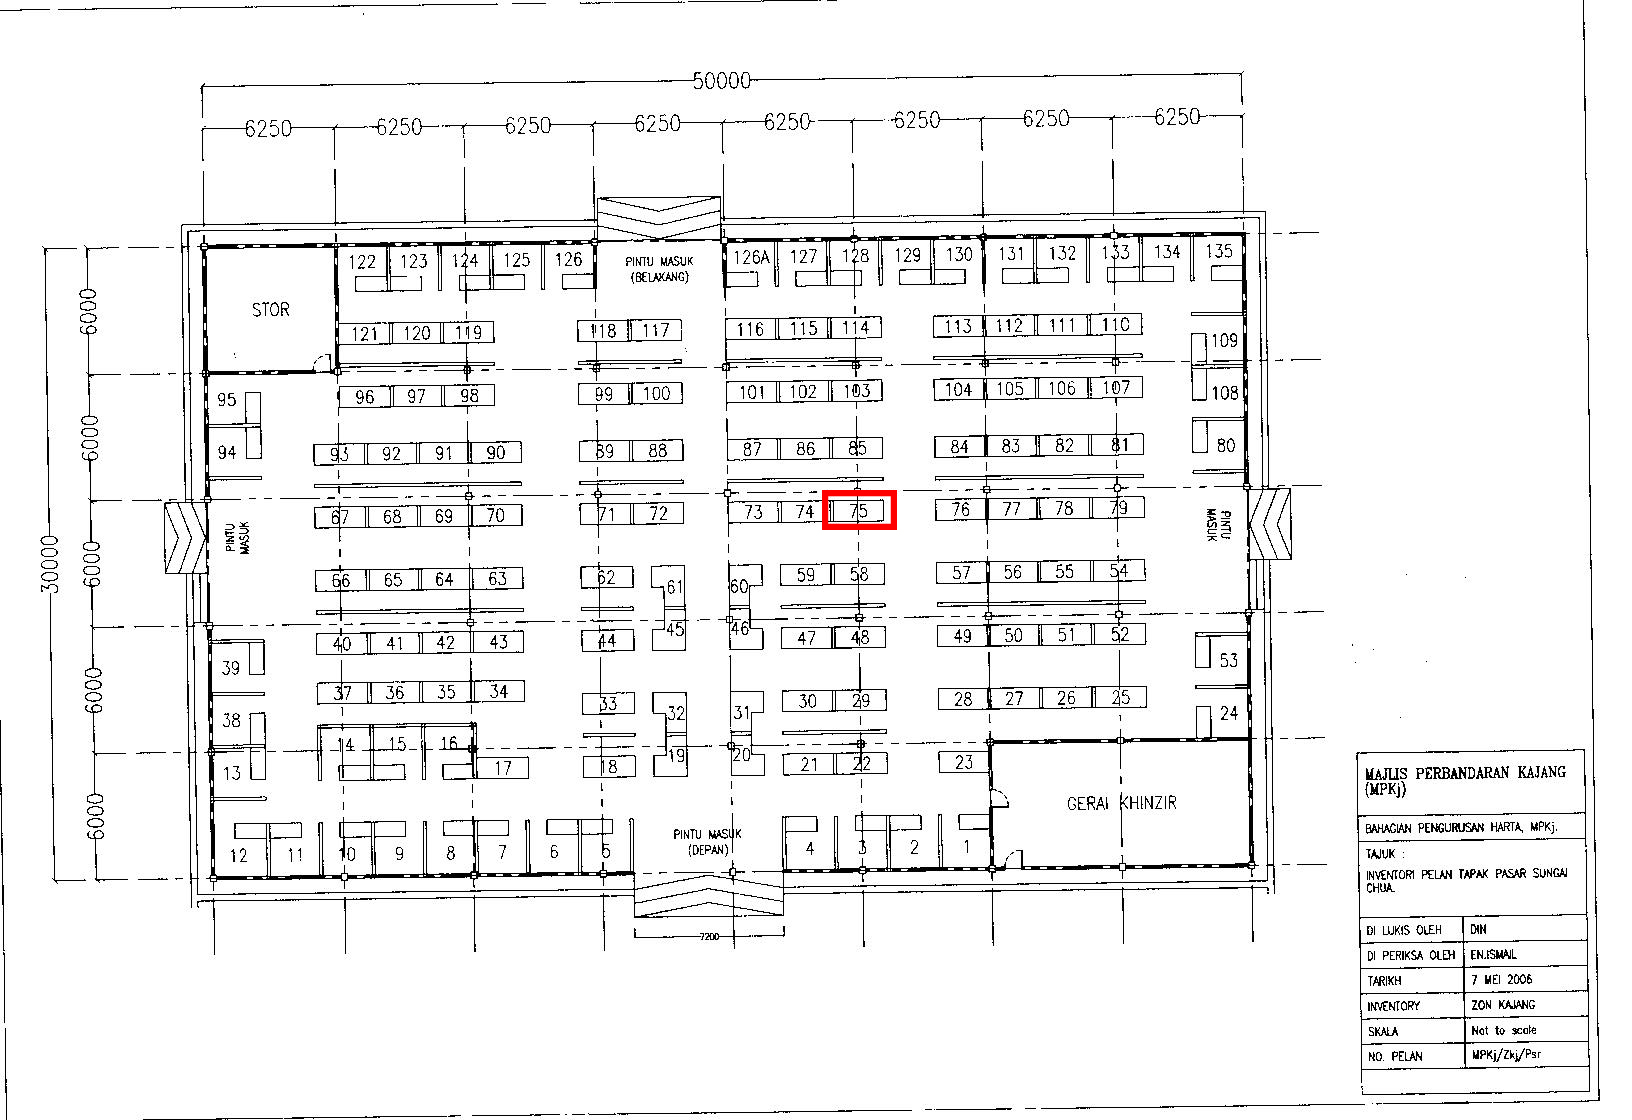 50000
6250 6250 6250 6250 6250 6250 6250 6250
122 123 124 125 126 PINTU MASUK (BELAKANG) 126A 127 128 129 130 131 132 133 134 135
STOR
6000
121 120 119 118 117 116 115 114 113 112 111 110
109
95 96 97 98 99 100 101 102 103 104 105 106 107 108
6000
94 93 92 91 90 89 88 87 86 85 84 83 82 81 80
PINTU MASUK
67 68 69 70 71 72 73 74 75 76 77 78 79
PINTU MASUK
30000
6000
66 65 64 63 62 61 60 59 58 57 56 55 54
39 40 41 42 43 44 45 46 47 48 49 50 51 52 53
6000
38 37 36 35 34 33 32 31 30 29 28 27 26 25 24
13 14 15 16 17 18 19 20 21 22 23
6000
GERAI KHINZIR
12 11 10 9 8 7 6 5 PINTU MASUK (DEPAN) 4 3 2 1
7200
MAJLIS PERBANDARAN KAJANG
(MPKj)
BAHAGIAN PENGURUSAN HARTA, MPKj.
TAJUK :
INVENTORI PELAN TAPAK PASAR SUNGAI
CHUA.
DI LUKIS OLEH DIN
DI PERIKSA OLEH EN.ISMAIL
TARIKH 7 MEI 2006
INVENTORY ZON KAJANG
SKALA Not to scale
NO. PELAN MPKj/Zkj/Psr